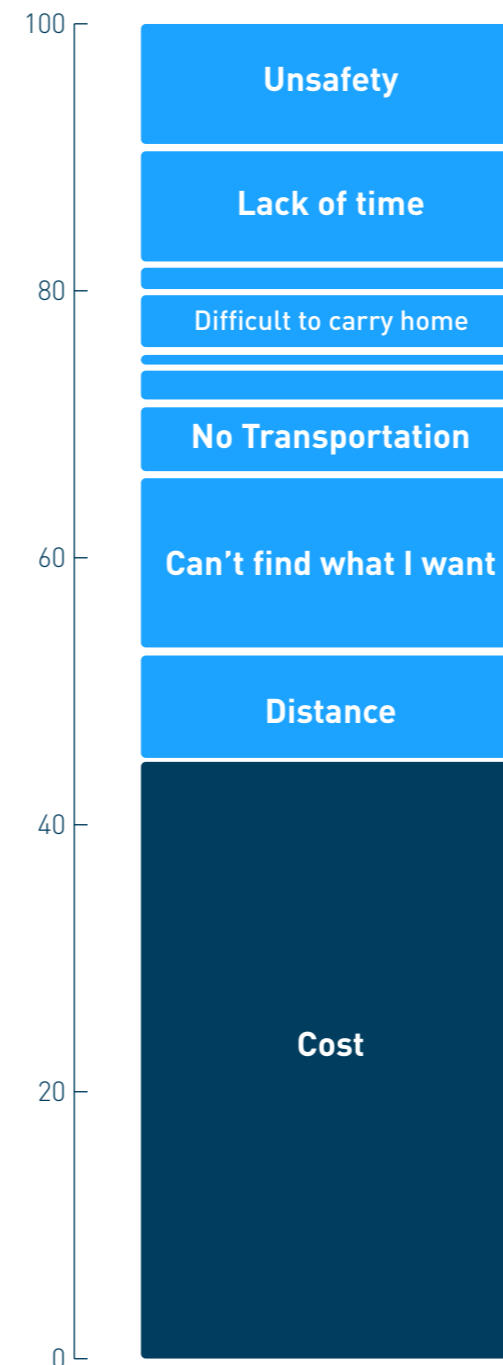 100
Unsafety
Lack of time
80
Difficult to carry home
No Transportation
Can't find what I want
60
Distance
40
Cost
20
0